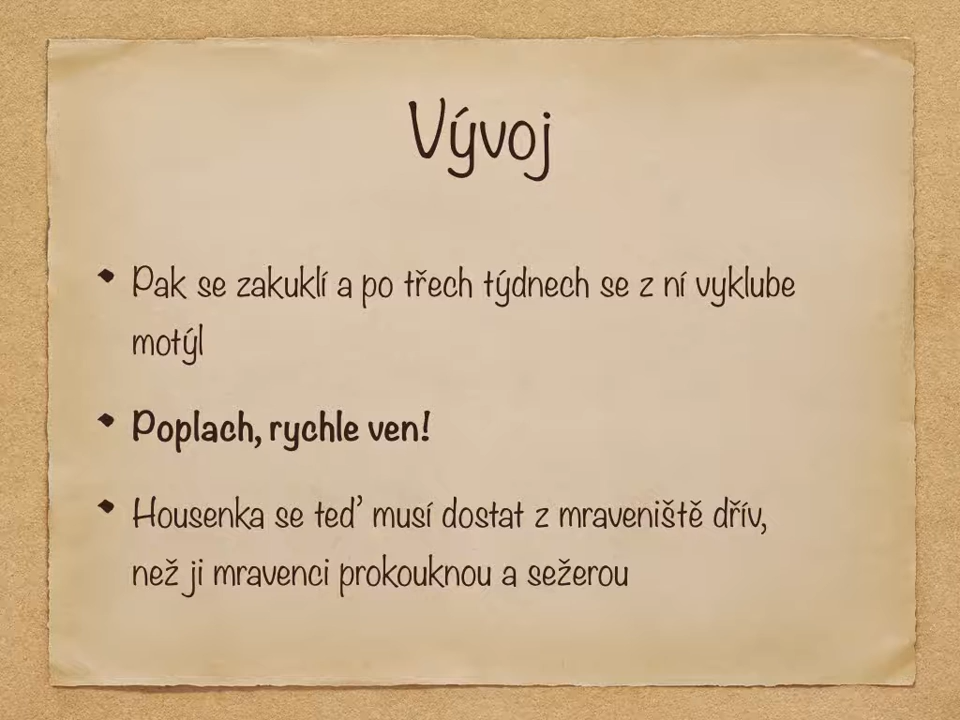 Vývoj
Pak se zakuklí a po třech týdnech se z ní vyklube
motýl
Poplach, rychle ven!
Housenka se teď musí dostat z mraveniště dřív,
než ji mravenci prokouknou a sežerou